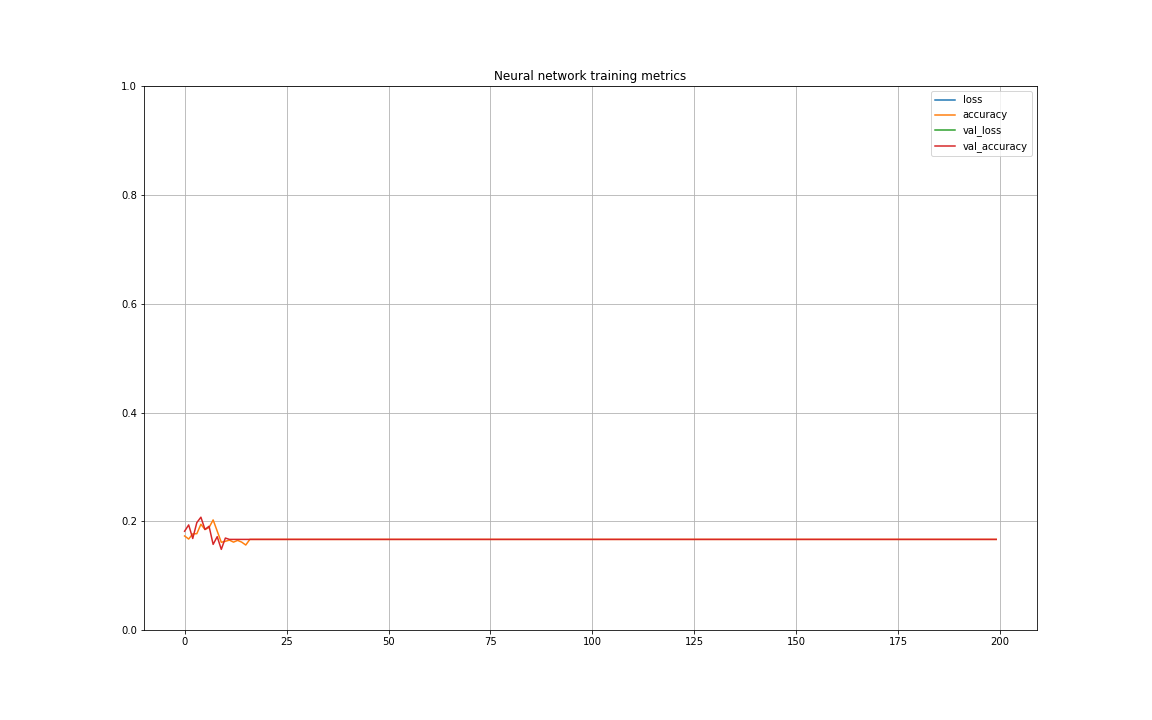 Neural network training metrics
1.0
loss
accuracy
val_loss
val_accuracy
0.8
0.6
0.4
0.2
0.0
0 25 50 75 100 125 150 175 200